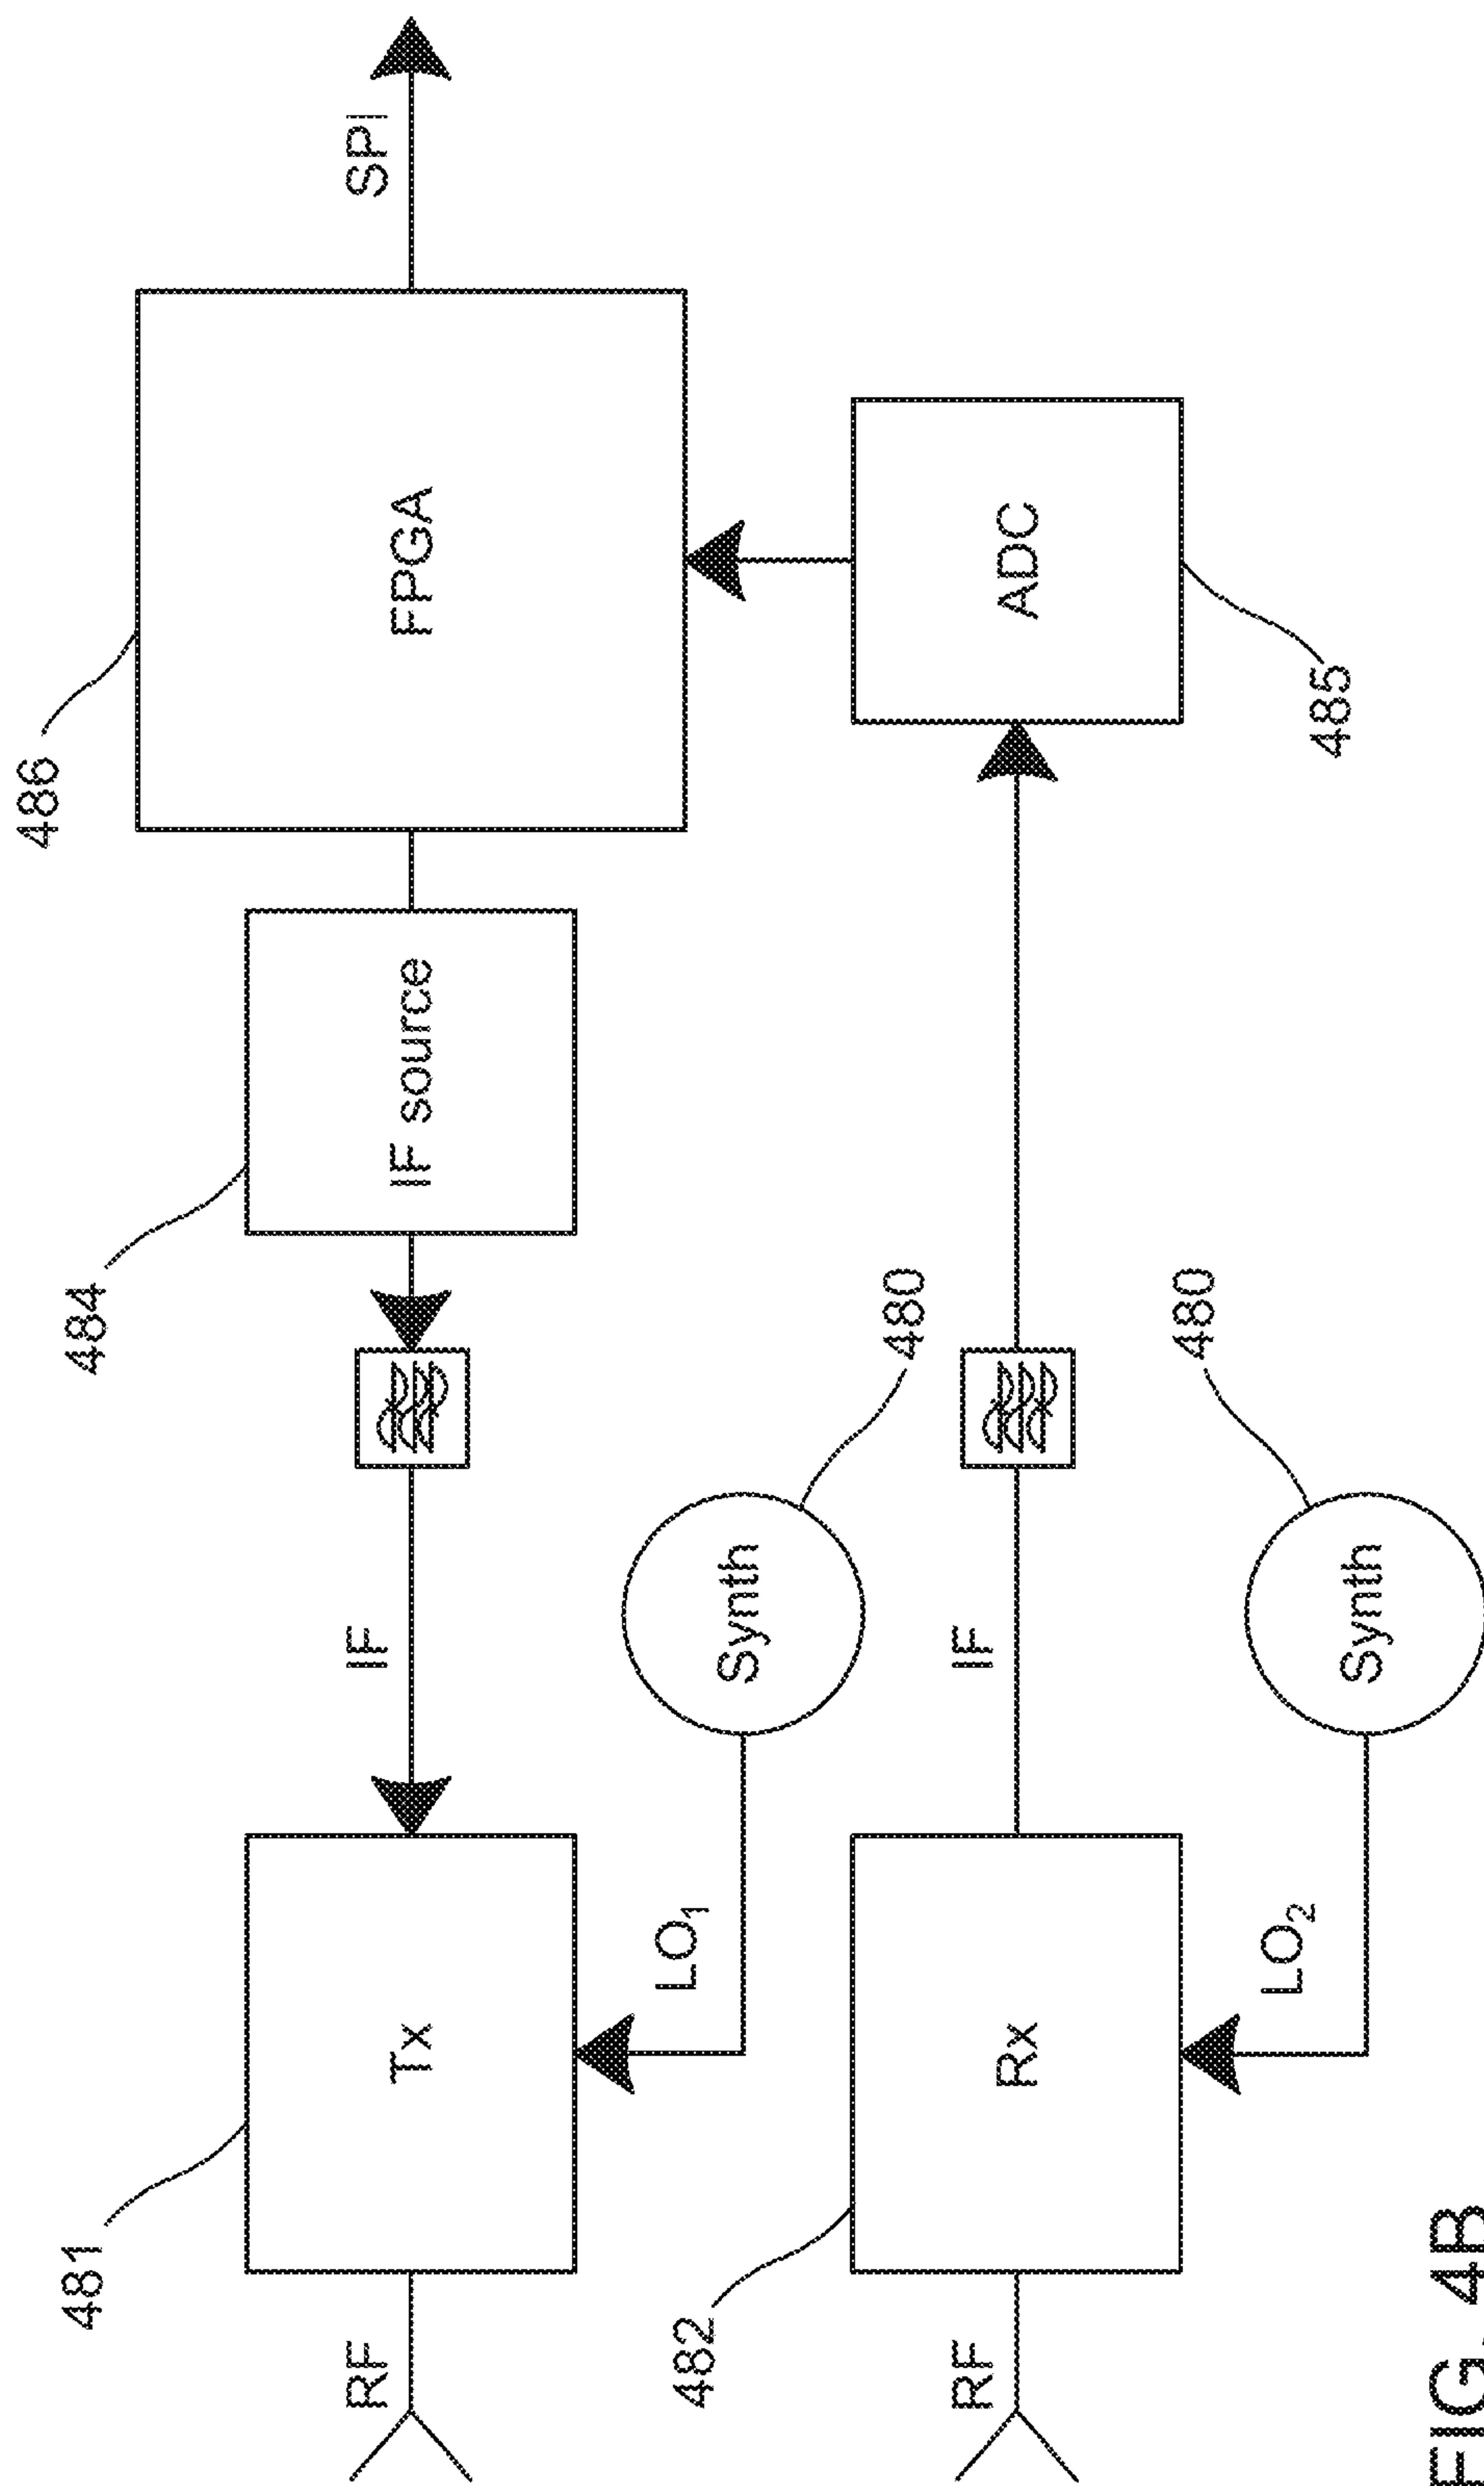 486
SPI
FPGA
484
IF source
IF
481
Tx
RF
LO1
Synth
480
ADC
485
IF
482
Rx
RF
LO2
Synth
480
FIG. 4B